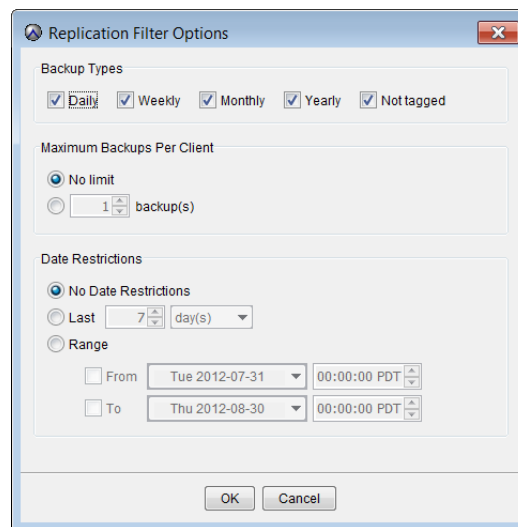 Replication Filter Options
Backup Types
Daily Weekly Monthly Yearly Not tagged
Maximum Backups Per Client
No limit
1 backup(s)
Date Restrictions
No Date Restrictions
Last 7 day(s)
Range
From Tue 2012-07-31 00:00:00 PDT
To Thu 2012-08-30 00:00:00 PDT
OK Cancel